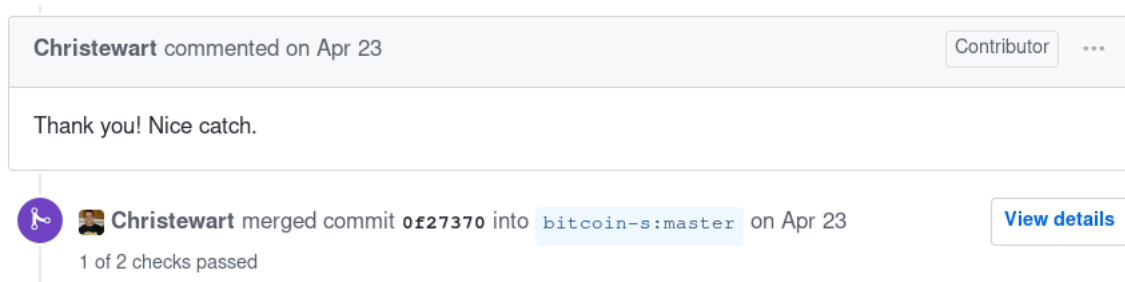 Christewart commented on Apr 23 Contributor ...
Thank you! Nice catch.
Christewart merged commit 0f27370 into bitcoin-s:master on Apr 23 View details
1 of 2 checks passed